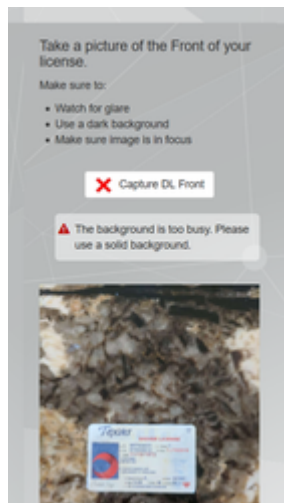 Take a picture of the Front of your
license.
Make sure to:
• Watch for glare
• Use a dark background
• Make sure image is in focus
Capture DL Front
The background is too busy. Please
use a solid background.
Texas